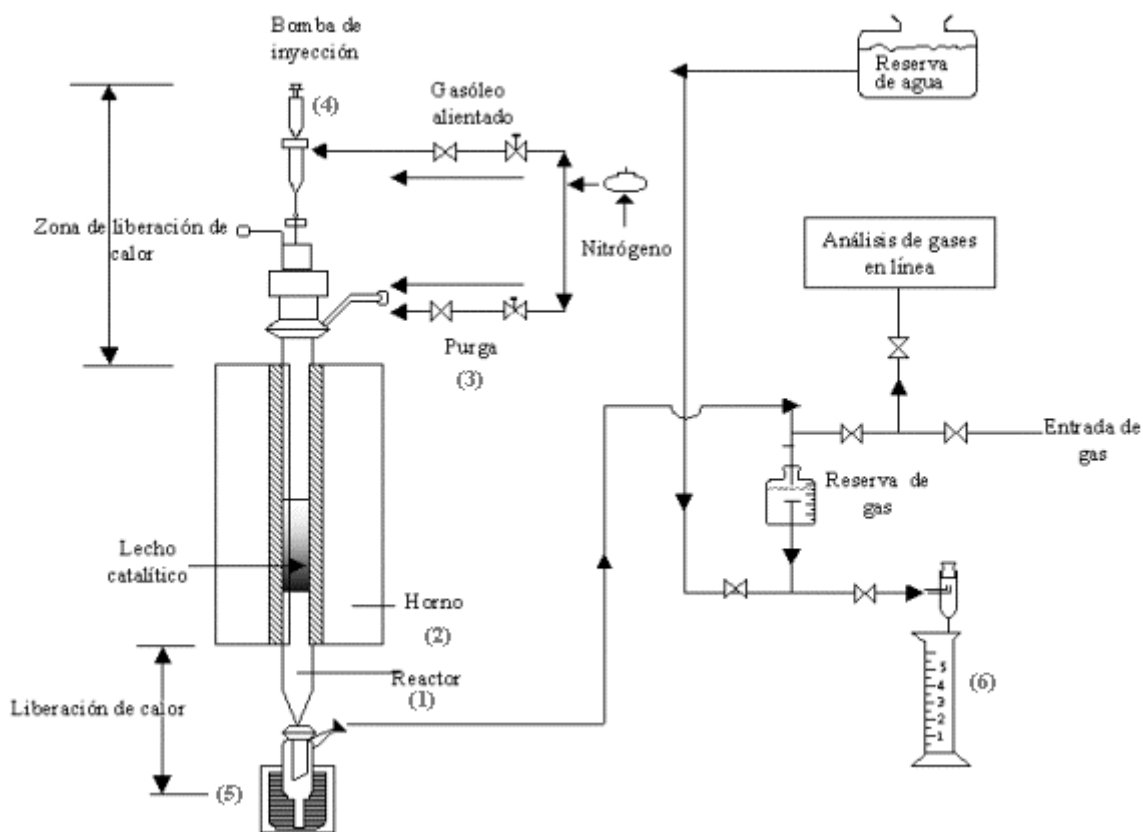 Bomba de
inyección
(4)
Gasóleo
alientado
Reserva
de agua
Zona de liberación de
calor
Nitrógeno
Análisis de gases
en línea
Purga
(3)
Entrada de
gas
Reserva de
gas
Lecho
catalítico
Horno
(2)
Reactor
(1)
Liberación de calor
(5)
5
4
3
2
1
(6)